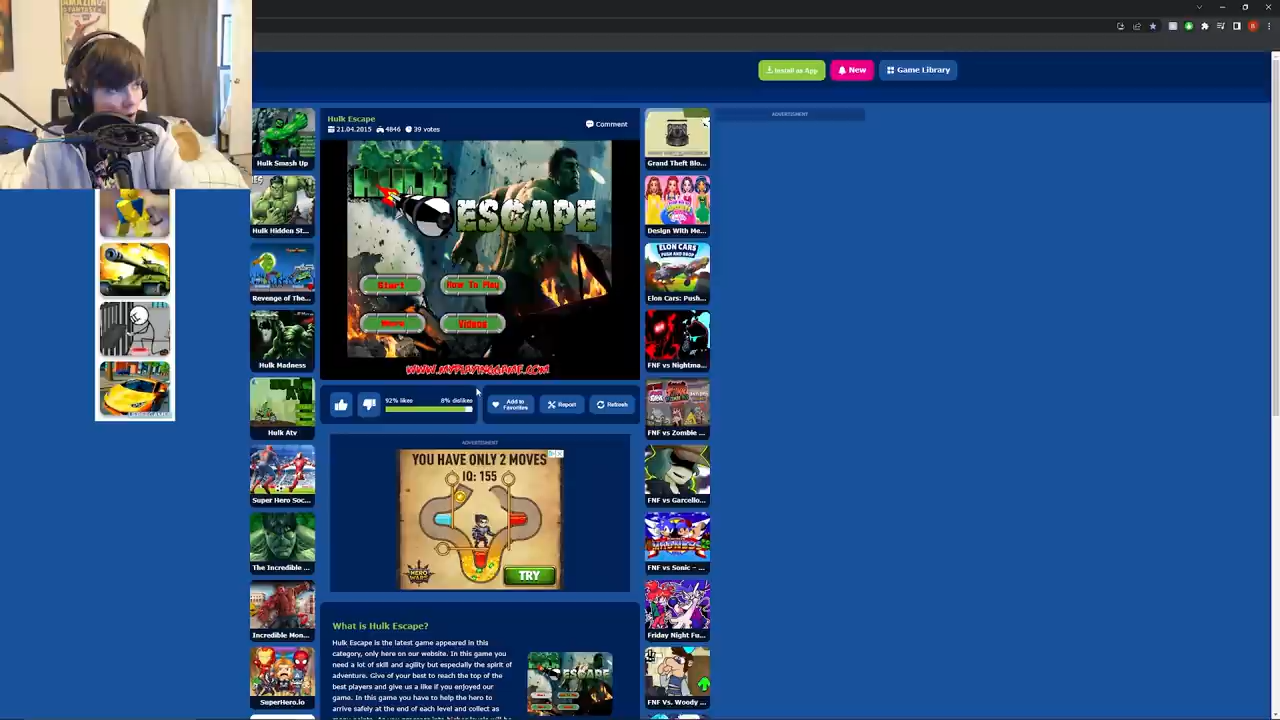 AMAZING
FANTASY
Install as App
New
Game Library
Hulk Escape
21.04.2015
4846
39 votes
Comment
ADVERTISMENT
Hulk Smash Up
Hulk Hidden St...
Revenge of The...
Hulk Madness
Hulk Atv
Super Hero Soc...
The Incredible ...
Incredible Mon...
SuperHero.io
HULK
ESCAPE
Start
How To Play
More
Videos
WWW.MYPLAYINGGAME.COM
92% likes
8% disliked
Add to
Favorites
Report
Refresh
ADVERTISMENT
YOU HAVE ONLY 2 MOVES
IQ: 155
HERO
WARS
TRY
What is Hulk Escape?
Hulk Escape is the latest game appeared in this
category, only here on our website. In this game you
need a lot of skill and agility but especially the spirit of
adventure. Give of your best to reach the top of the
best players and give us a like if you enjoyed our
game. In this game you have to help the hero to
arrive safely at the end of each level and collect as
Grand Theft Blo...
Design With Me...
ELON CARS
PUSH AND DROP
Elon Cars: Push...
FNF vs Nightma...
FNF vs Zombie ...
FNF vs Garcello...
FNF vs Sonic – ...
Friday Night Fu...
FNF Vs. Woody ...